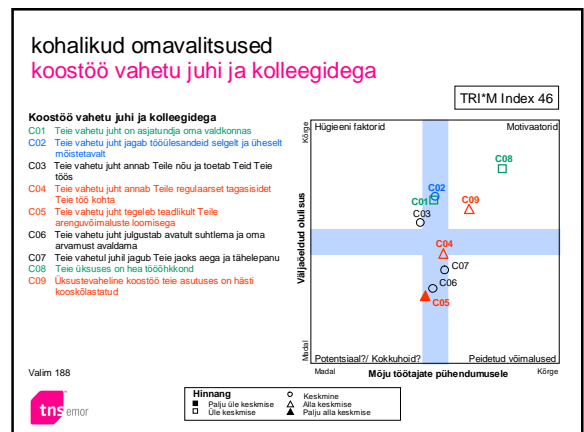 kohalikud omavalitsused
koostöö vahetu juhi ja kolleegidega
TRI*M Index 46
Koostöö vahetu juhi ja kolleegidega
C01 Teie vahetu juht on asjatundja oma valdkonnas
C02 Teie vahetu juht jagab tööülesandeid selgelt ja üheselt
mõistetavalt
C03 Teie vahetu juht annab Teile nõu ja toetab Teid Teie
töös
C04 Teie vahetu juht annab Teile regulaarset tagasisidet
Teie töö kohta
C05 Teie vahetu juht tegeleb teadlikult Teile
arenguvõimaluste loomisega
C06 Teie vahetu juht julgustab avatult suhtlema ja oma
arvamust avaldama
C07 Teie vahetul juhil jagub Teie jaoks aega ja tähelepanu
C08 Teie üksuses on hea töööhkkond
C09 Üksustevaheline koostöö teie asutuses on hästi
kooskõlastatud
Kõrge
Hügieeni faktorid
Motivaatorid
C08
C02
C01
C09
C03
Väljaöeldud olulisus
C04
C07
C06
C05
Madal
Potentsiaal?/ Kokkuhoid?
Peidetud võimalused
Madal
Mõju töötajate pühendumusele
Kõrge
Valim 188
Hinnang
Palju üle keskmise
Üle keskmise
Keskmine
Alla keskmise
Palju alla keskmise
tns emor